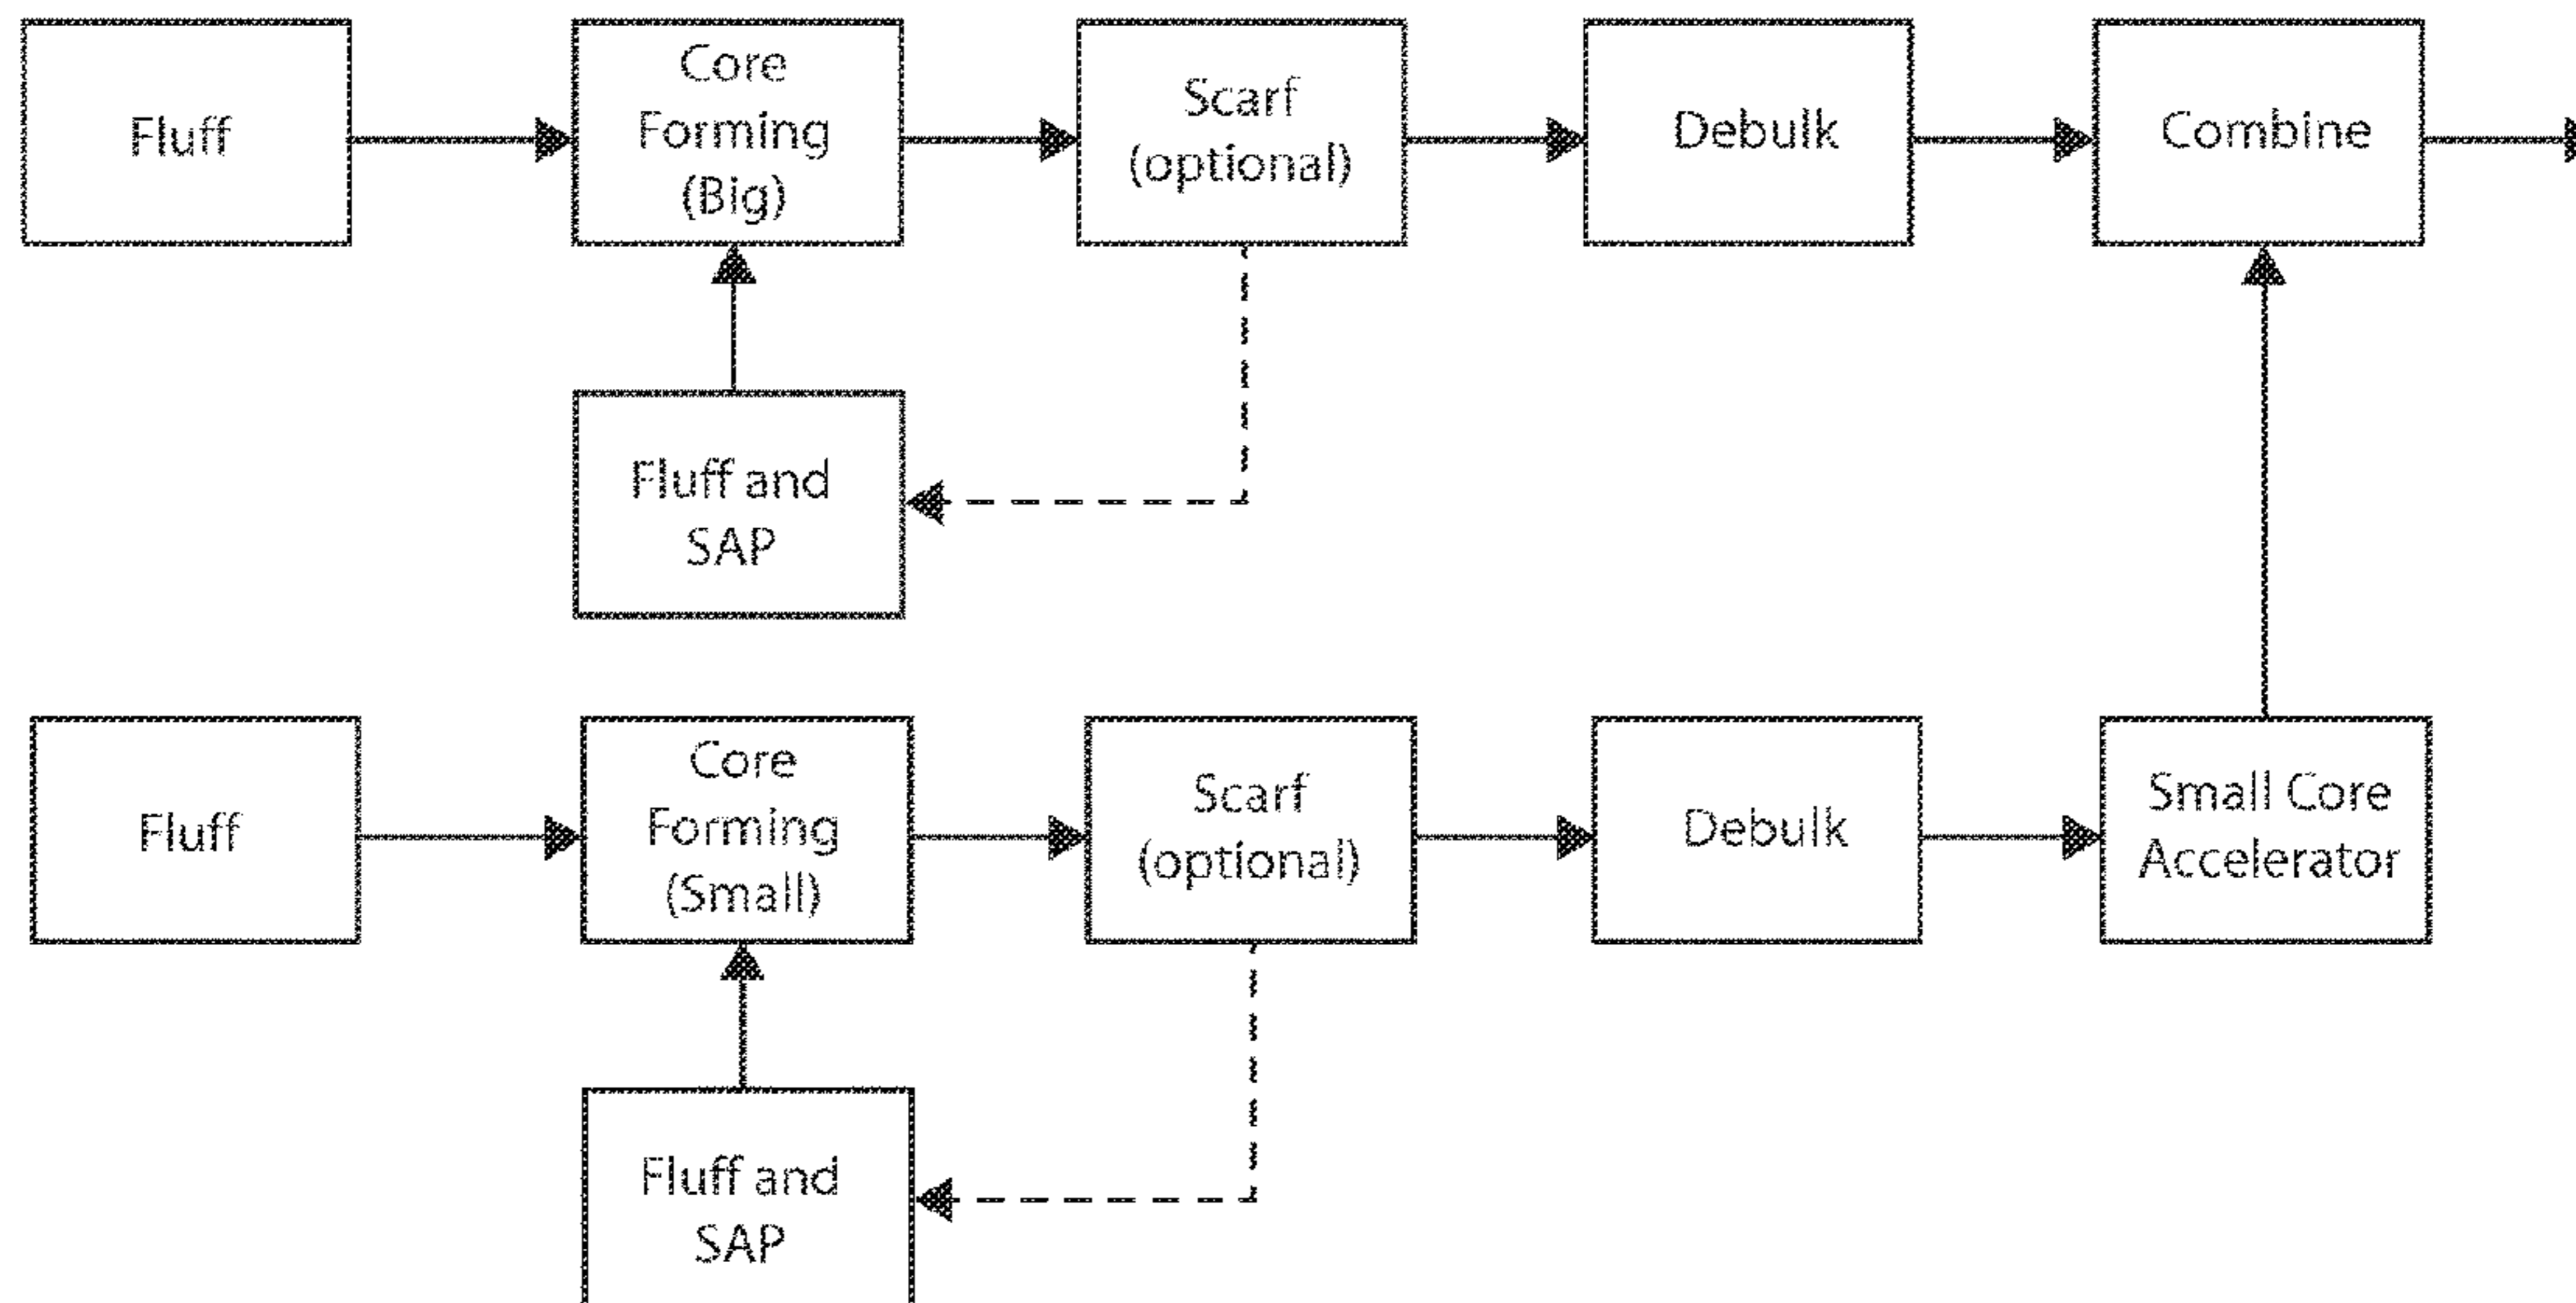 Fluff
Core
Forming
(Big)
Scarf
(optional)
Debulk
Combine
Fluff and
SAP
Fluff
Core
Forming
(Small)
Scarf
(optional)
Debulk
Small Core
Accelerator
Fluff and
SAP